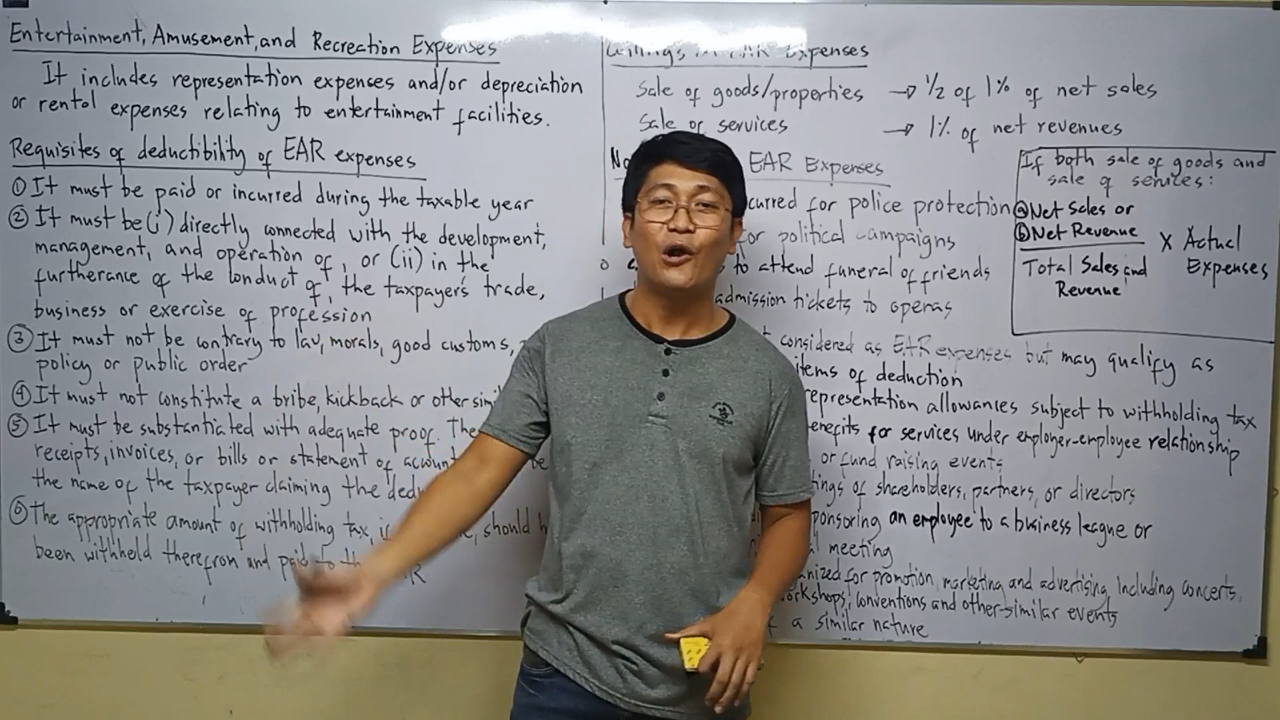 Entertainment, Amusement, and Recreation Expenses
It includes representation expenses and/or depreciation
or rental expenses relating to entertainment facilities.
Requisites of deductibility of EAR expenses
① It must be paid or incurred during the taxable year
② It must be (i) directly connected with the development,
management, and operation of, or (ii) in the
furtherance of the conduct of, the taxpayer's trade,
business or exercise of profession
③ It must not be contrary to law, morals, good customs,
policy or public order
④ It must not constitute a bribe, kickback or other
⑤ It must be substantiated with adequate proof.
receipts, invoices, or bills or statement of
the name of the taxpayer claiming the
⑥ The appropriate amount of withholding tax, should
been withheld therefrom and paid to
EAR Expenses
Sale of goods/properties → 1/2 of 1% of net sales
Sale of services → 1% of net revenues
EAR Expenses
for police protection
political campaigns
to attend funeral of friends
admission tickets to operas
If both sale of goods and
sale of services:
ⓐ Net Sales or
ⓑ Net Revenue
Total Sales and
Revenue
X Actual
Expenses
considered as EAR expenses but may qualify as
items of deduction
representation allowances subject to withholding tax
for services under employer-employee relationship
or fund raising events
of shareholders, partners, or directors
an employee to a business league or
meeting
for promotion, marketing and advertising including concerts,
conventions and other similar events
a similar nature